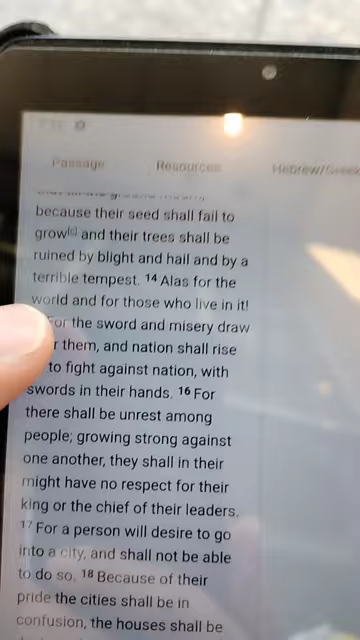 Passage Resources Hebrew/Greek
because their seed shall fail to
grow[c] and their trees shall be
ruined by blight and hail and by a
terrible tempest. 14 Alas for the
world and for those who live in it!
For the sword and misery draw
r them, and nation shall rise
to fight against nation, with
swords in their hands. 16 For
there shall be unrest among
people; growing strong against
one another, they shall in their
might have no respect for their
king or the chief of their leaders.
17 For a person will desire to go
into a city, and shall not be able
to do so. 18 Because of their
pride the cities shall be in
confusion, the houses shall be